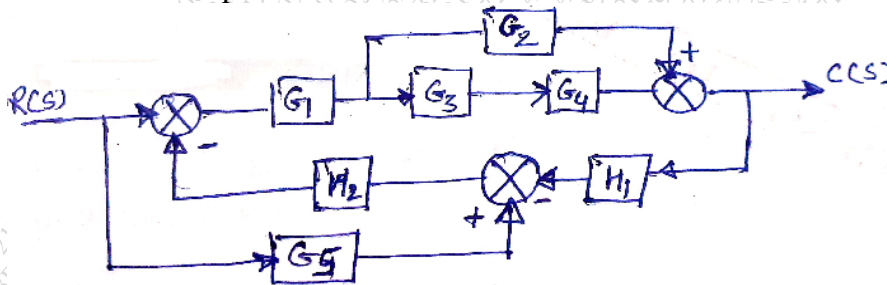 G2
+
R(S)
G1
G3
G4
C(S)
-
H2
-
H1
+
G5